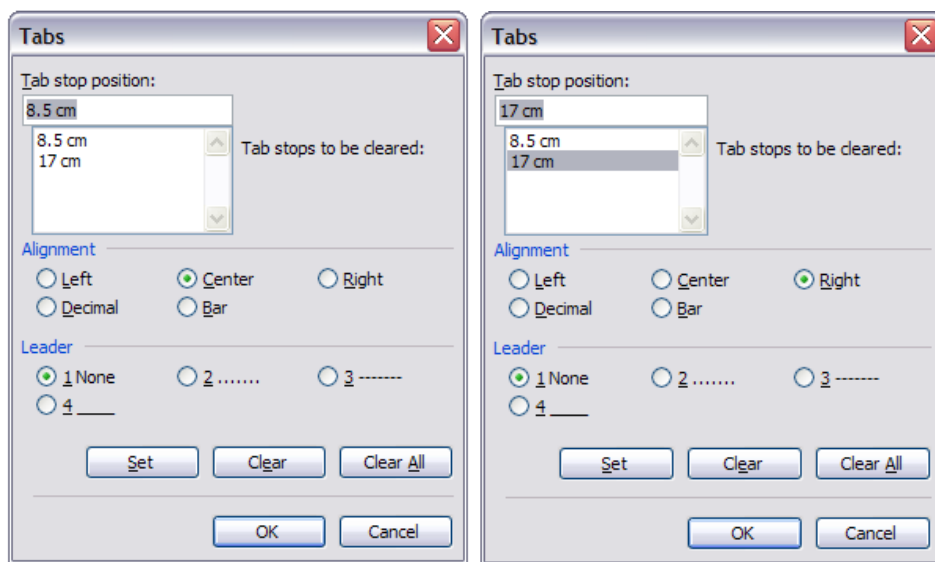 Tabs
Tab stop position:
8.5 cm
8.5 cm
17 cm
Tab stops to be cleared:
Alignment
Left Center Right
Decimal Bar
Leader
1 None 2 ....... 3 -------
4 ____
Set Clear Clear All
OK Cancel
Tabs
Tab stop position:
17 cm
8.5 cm
17 cm
Tab stops to be cleared:
Alignment
Left Center Right
Decimal Bar
Leader
1 None 2 ....... 3 -------
4 ____
Set Clear Clear All
OK Cancel